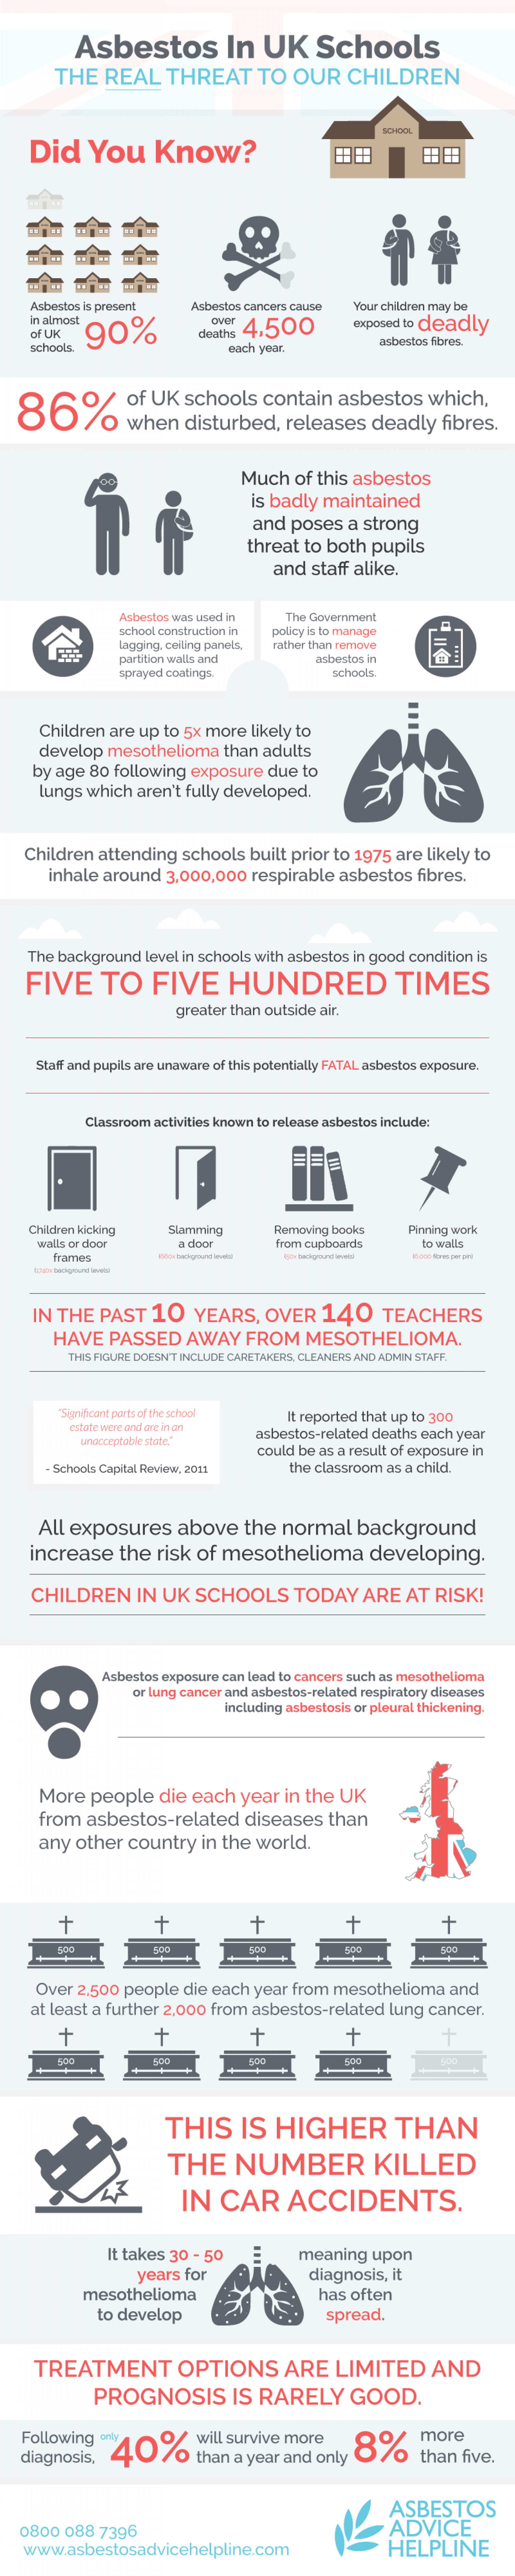 Asbestos In UK Schools
THE REAL THREAT TO OUR CHILDREN
SCHOOL
Did You Know?
Asbestos is present
in almost
of UK
schools.
90%
Asbestos cancers cause
over
deaths
4,500
each year.
Your children may be
exposed to deadly
asbestos fibres.
86%
of UK schools contain asbestos which,
when disturbed, releases deadly fibres.
Much of this asbestos
is badly maintained
and poses a strong
threat to both pupils
and staff alike.
Asbestos was used in
school construction in
lagging, ceiling panels,
partition walls and
sprayed coatings.
The Government
policy is to manage
rather than remove
asbestos in
schools.
Children are up to 5x more likely to
develop mesothelioma than adults
by age 80 following exposure due to
lungs which aren't fully developed.
Children attending schools built prior to 1975 are likely to
inhale around 3,000,000 respirable asbestos fibres.
The background level in schools with asbestos in good condition is
FIVE TO FIVE HUNDRED TIMES
greater than outside air.
Staff and pupils are unaware of this potentially FATAL asbestos exposure.
Classroom activities known to release asbestos include:
Children kicking
walls or door
frames
(1740x background levels)
Slamming
a door
(660x background levels)
Removing books
from cupboards
(50x background levels)
Pinning work
to walls
(6,000 fibres per pin)
IN THE PAST 10 YEARS, OVER 140 TEACHERS
HAVE PASSED AWAY FROM MESOTHELIOMA.
THIS FIGURE DOESN'T INCLUDE CARETAKERS, CLEANERS AND ADMIN STAFF.
"Significant parts of the school
estate were and are in an
unacceptable state."
- Schools Capital Review, 2011
It reported that up to 300
asbestos-related deaths each year
could be as a result of exposure in
the classroom as a child.
All exposures above the normal background
increase the risk of mesothelioma developing.
CHILDREN IN UK SCHOOLS TODAY ARE AT RISK!
Asbestos exposure can lead to cancers such as mesothelioma
or lung cancer and asbestos-related respiratory diseases
including asbestosis or pleural thickening.
More people die each year in the UK
from asbestos-related diseases than
any other country in the world.
500 500 500 500 500
Over 2,500 people die each year from mesothelioma and
at least a further 2,000 from asbestos-related lung cancer.
500 500 500 500 500
THIS IS HIGHER THAN
THE NUMBER KILLED
IN CAR ACCIDENTS.
It takes 30 - 50
years for
mesothelioma
to develop
meaning upon
diagnosis, it
has often
spread.
TREATMENT OPTIONS ARE LIMITED AND
PROGNOSIS IS RARELY GOOD.
Following only
diagnosis,
40%
will survive more
than a year and only
8%
more
than five.
0800 088 7396
www.asbestosadvicehelpline.com
ASBESTOS
ADVICE
HELPLINE